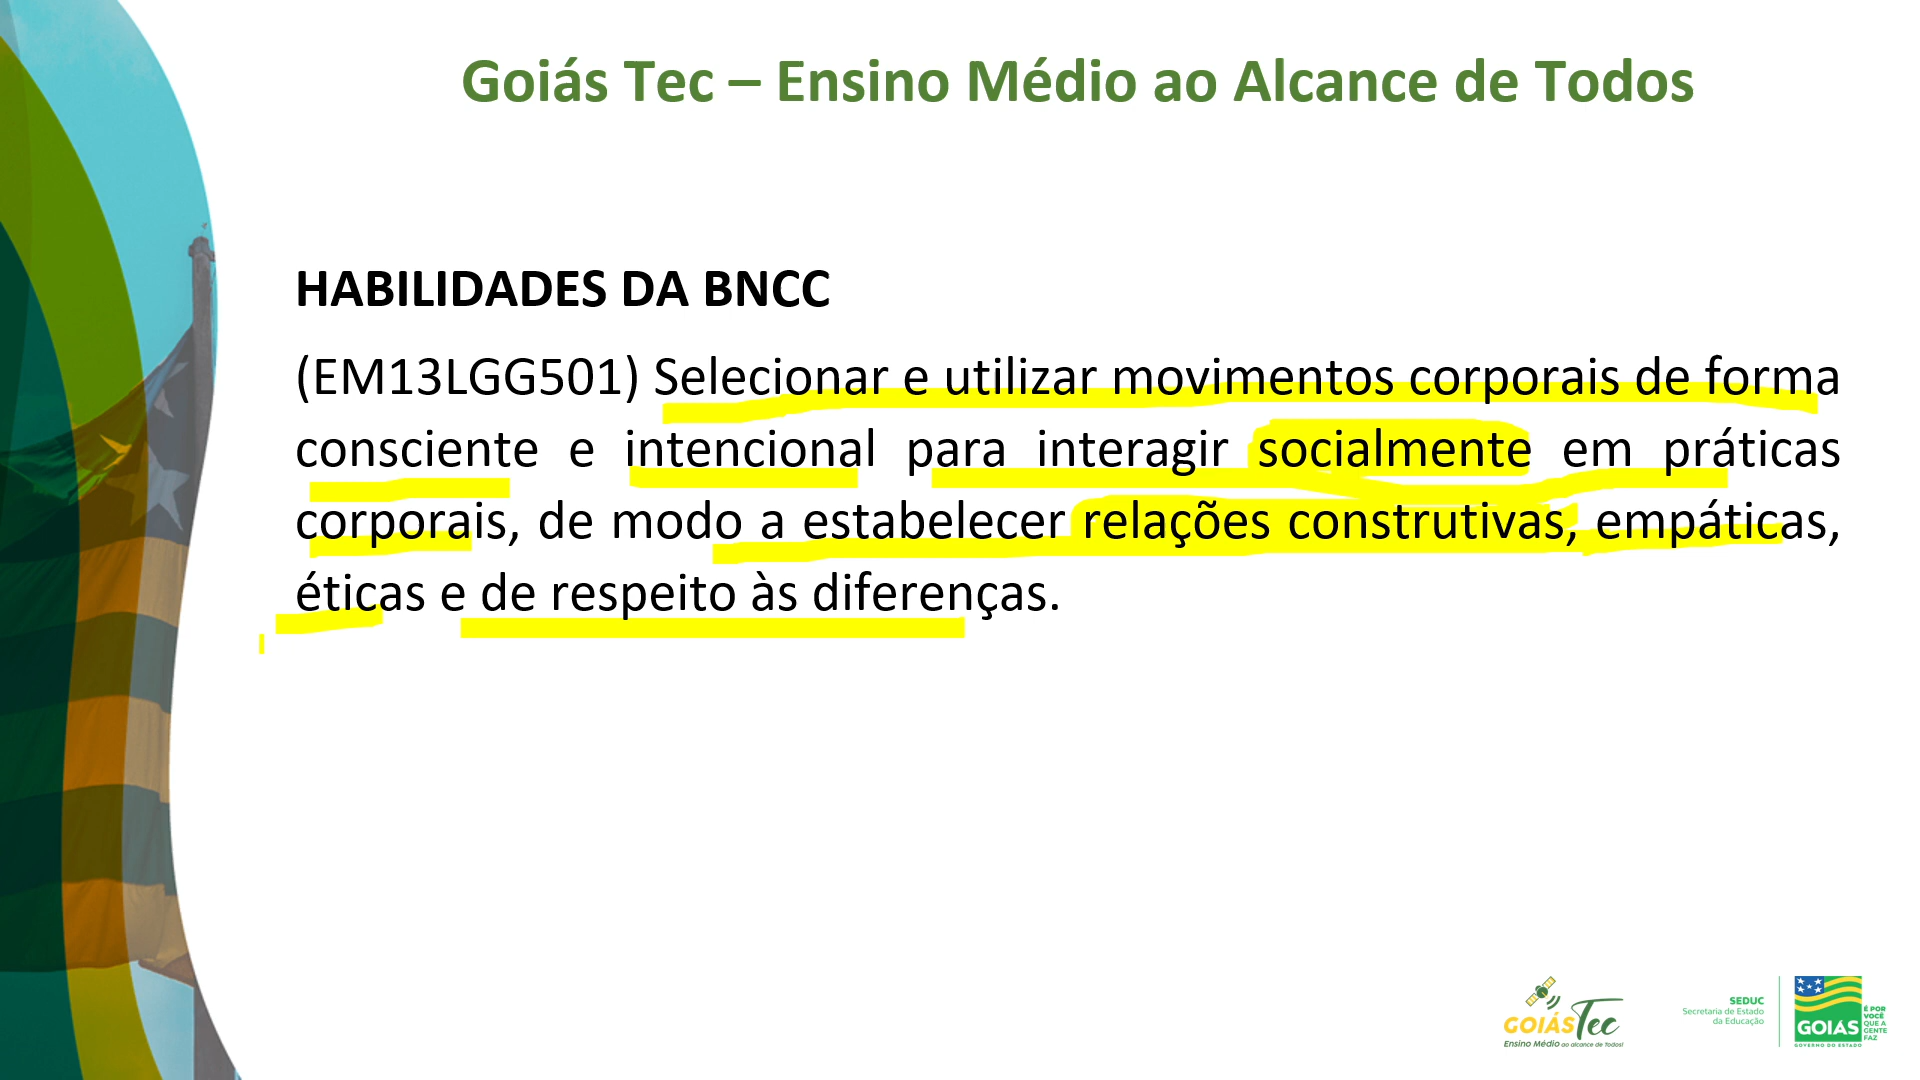 Goiás Tec – Ensino Médio ao Alcance de Todos
HABILIDADES DA BNCC
(EM13LGG501) Selecionar e utilizar movimentos corporais de forma
consciente e intencional para interagir socialmente em práticas
corporais, de modo a estabelecer relações construtivas, empáticas,
éticas e de respeito às diferenças.
GOIÁS Tec
Ensino Médio ao alcance de Todos!
SEDUC
Secretaria de Estado
da Educação
GOIÁS
GOVERNO DO ESTADO
É POR
VOCÊ
QUE A
GENTE
FAZ